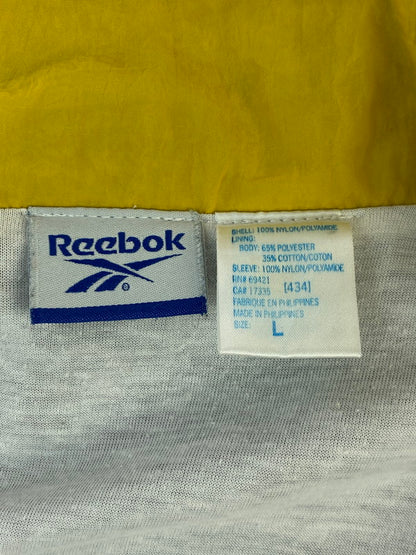 Reebok
®
SHELL: 100% NYLON/POLYAMIDE
LINING:
BODY: 65% POLYESTER
35% COTTON/COTON
SLEEVE: 100% NYLON/POLYAMIDE
RN# 69421
CA# 17335 [434]
FABRIQUE EN PHILIPPINES
MADE IN PHILIPPINES
SIZE: L